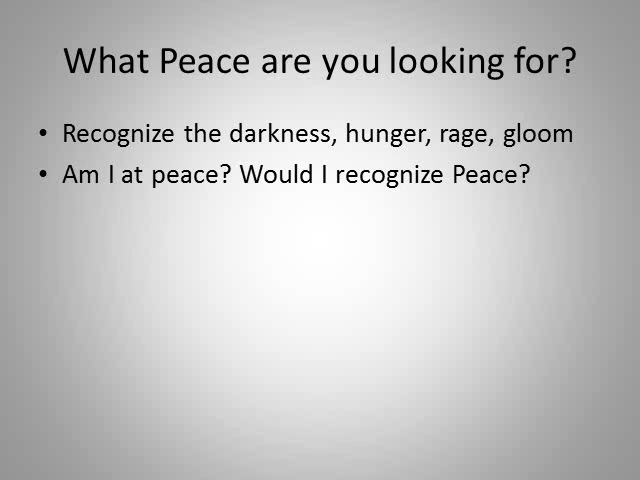 What Peace are you looking for?
• Recognize the darkness, hunger, rage, gloom
• Am I at peace? Would I recognize Peace?